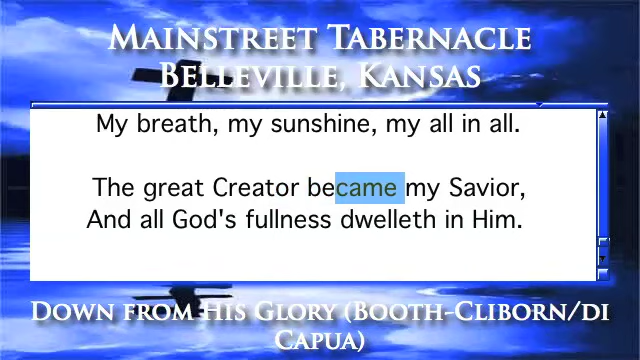 Mainstreet Tabernacle
Belleville, Kansas
My breath, my sunshine, my all in all.
The great Creator became my Savior,
And all God's fullness dwelleth in Him.
Down from his Glory (Booth-Cliborn/di
Capua)